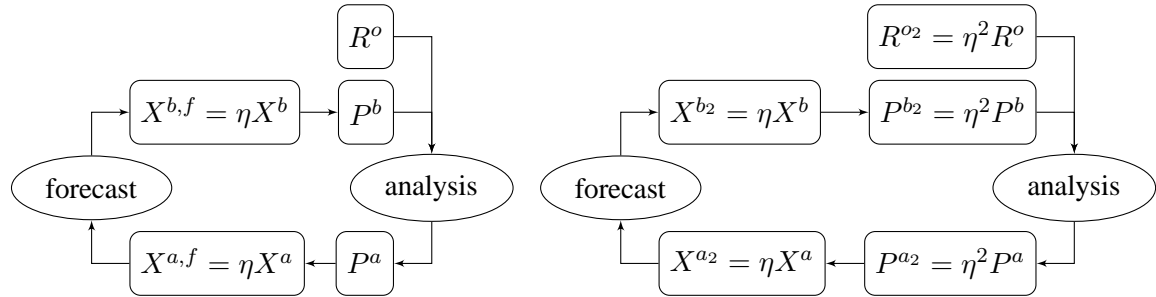 R^o
X^{b,f} = ηX^b
P^b
forecast
analysis
X^{a,f} = ηX^a
P^a
R^{o_2} = η^2 R^o
X^{b_2} = ηX^b
P^{b_2} = η^2 P^b
forecast
analysis
X^{a_2} = ηX^a
P^{a_2} = η^2 P^a